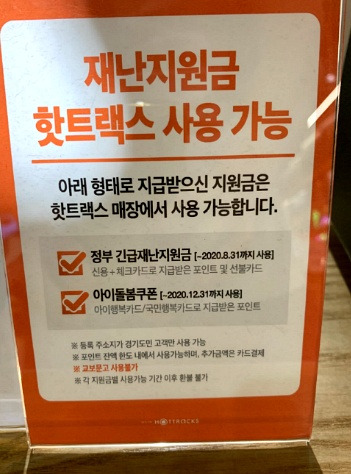 재난지원금
핫트랙스 사용 가능
아래 형태로 지급받으신 지원금은
핫트랙스 매장에서 사용 가능합니다.
정부 긴급재난지원금 [~2020.8.31까지 사용]
신용 + 체크카드로 지급받은 포인트 및 선불카드
아이돌봄쿠폰 [~2020.12.31까지 사용]
아이행복카드/국민행복카드로 지급받은 포인트
※ 등록 주소지가 경기도민 고객만 사용 가능
※ 포인트 잔액 한도 내에서 사용가능하며, 추가금액은 카드결제
※ 교보문고 사용불가
※ 각 지원금별 사용가능 기간 이후 환불 불가
HOTTRACKS